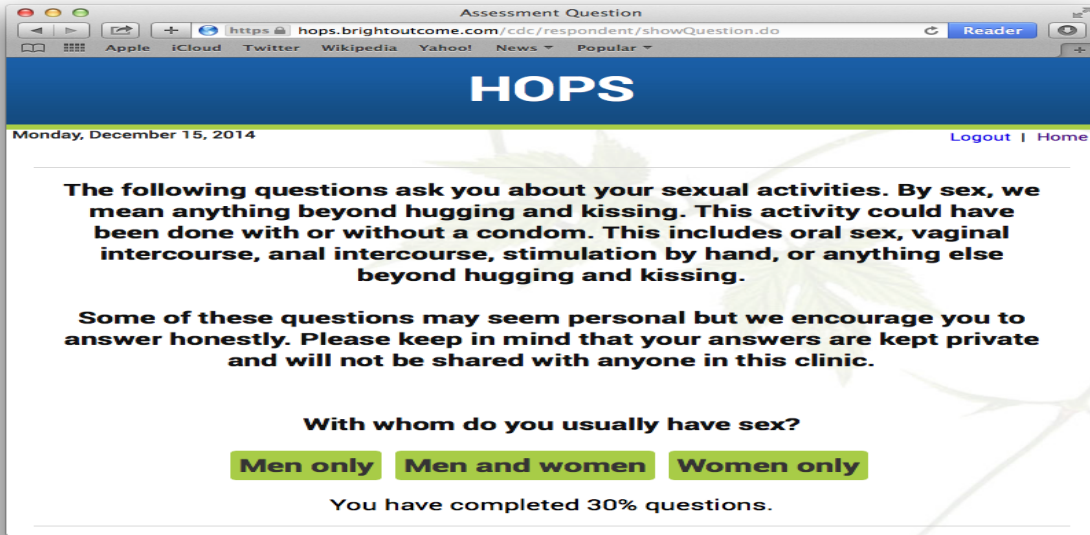 Assessment Question
https hops.brightoutcome.com/cdc/respondent/showQuestion.do
Reader
Apple iCloud Twitter Wikipedia Yahoo! News Popular
HOPS
Monday, December 15, 2014
Logout | Home
The following questions ask you about your sexual activities. By sex, we
mean anything beyond hugging and kissing. This activity could have
been done with or without a condom. This includes oral sex, vaginal
intercourse, anal intercourse, stimulation by hand, or anything else
beyond hugging and kissing.
Some of these questions may seem personal but we encourage you to
answer honestly. Please keep in mind that your answers are kept private
and will not be shared with anyone in this clinic.
With whom do you usually have sex?
Men only Men and women Women only
You have completed 30% questions.